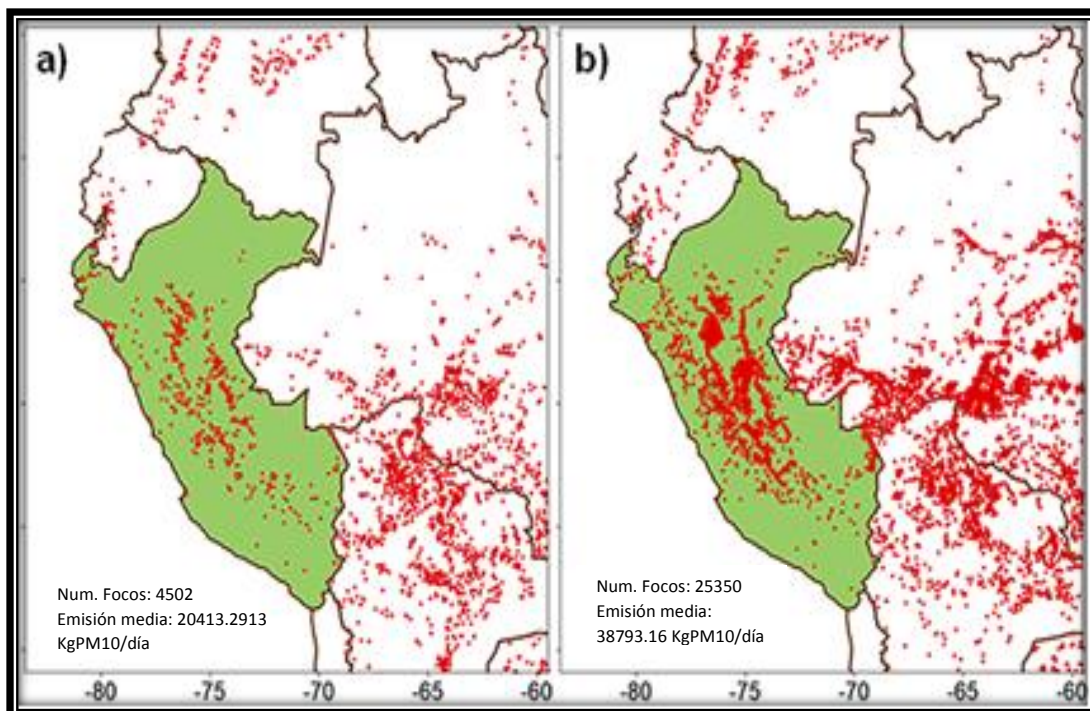 a)
Num. Focos: 4502
Emisión media: 20413.2913
KgPM10/día
-80 -75 -70 -65 -60
b)
Num. Focos: 25350
Emisión media:
38793.16 KgPM10/día
-80 -75 -70 -65 -60